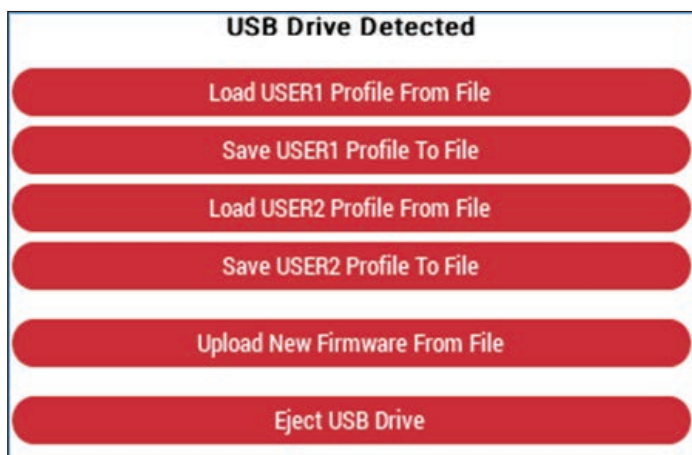 USB Drive Detected
Load USER1 Profile From File
Save USER1 Profile To File
Load USER2 Profile From File
Save USER2 Profile To File
Upload New Firmware From File
Eject USB Drive